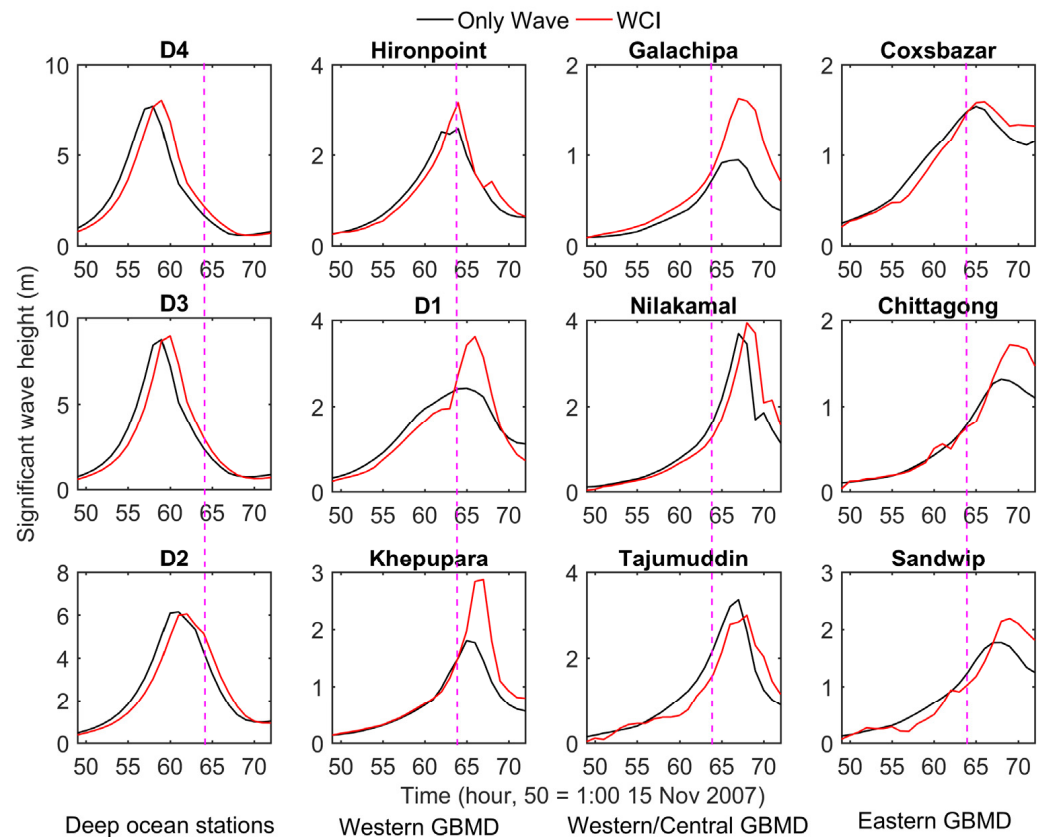 Only Wave WCI
D4 Hironpoint Galachipa Coxsbazar
10 4 2 2
5 2 1 1
0 0 0 0
50 55 60 65 70 50 55 60 65 70 50 55 60 65 70 50 55 60 65 70
D3 D1 Nilakamal Chittagong
10 4 4 2
5 2 2 1
0 0 0 0
50 55 60 65 70 50 55 60 65 70 50 55 60 65 70 50 55 60 65 70
D2 Khepupara Tajumuddin Sandwip
8 3 4 3
6 2 2 2
4 1 0 1
2 0 0
0
50 55 60 65 70 50 55 60 65 70 50 55 60 65 70 50 55 60 65 70
Significant wave height (m)
Time (hour, 50 = 1:00 15 Nov 2007)
Deep ocean stations Western GBMD Western/Central GBMD Eastern GBMD